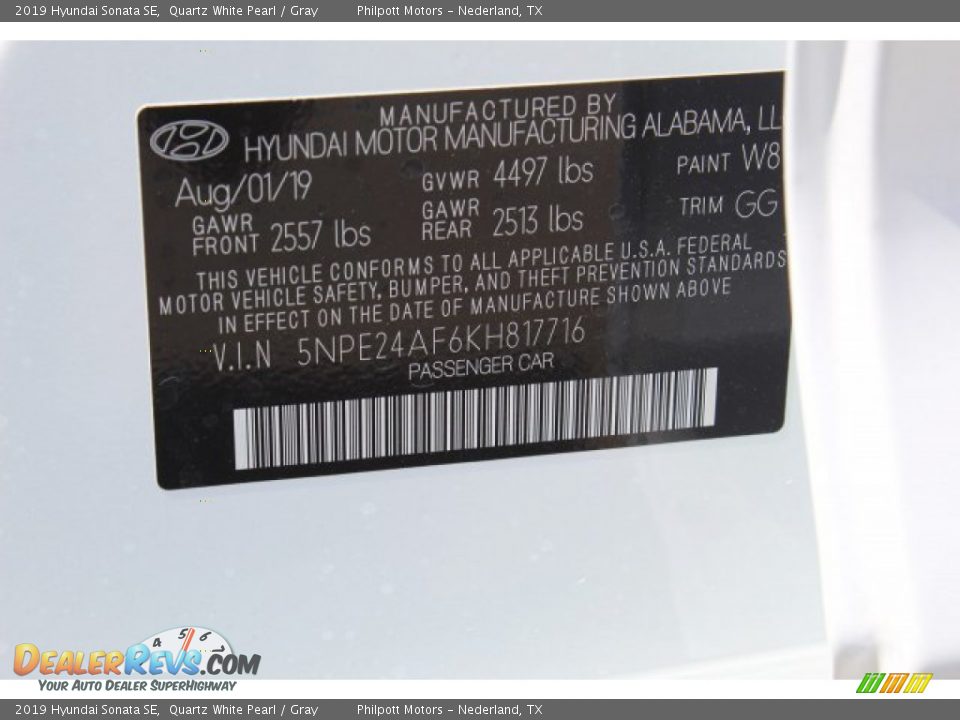 2019 Hyundai Sonata SE, Quartz White Pearl / Gray Philpott Motors – Nederland, TX
MANUFACTURED BY
HYUNDAI MOTOR MANUFACTURING ALABAMA, LL
Aug/01/19 GVWR 4497 lbs PAINT W8
GAWR FRONT 2557 lbs GAWR REAR 2513 lbs TRIM GG
THIS VEHICLE CONFORMS TO ALL APPLICABLE U.S.A. FEDERAL
MOTOR VEHICLE SAFETY, BUMPER, AND THEFT PREVENTION STANDARDS
IN EFFECT ON THE DATE OF MANUFACTURE SHOWN ABOVE
V.I.N 5NPE24AF6KH817716
PASSENGER CAR
4 5 6 7
DEALERREVS.COM
YOUR AUTO DEALER SUPERHIGHWAY
2019 Hyundai Sonata SE, Quartz White Pearl / Gray Philpott Motors – Nederland, TX